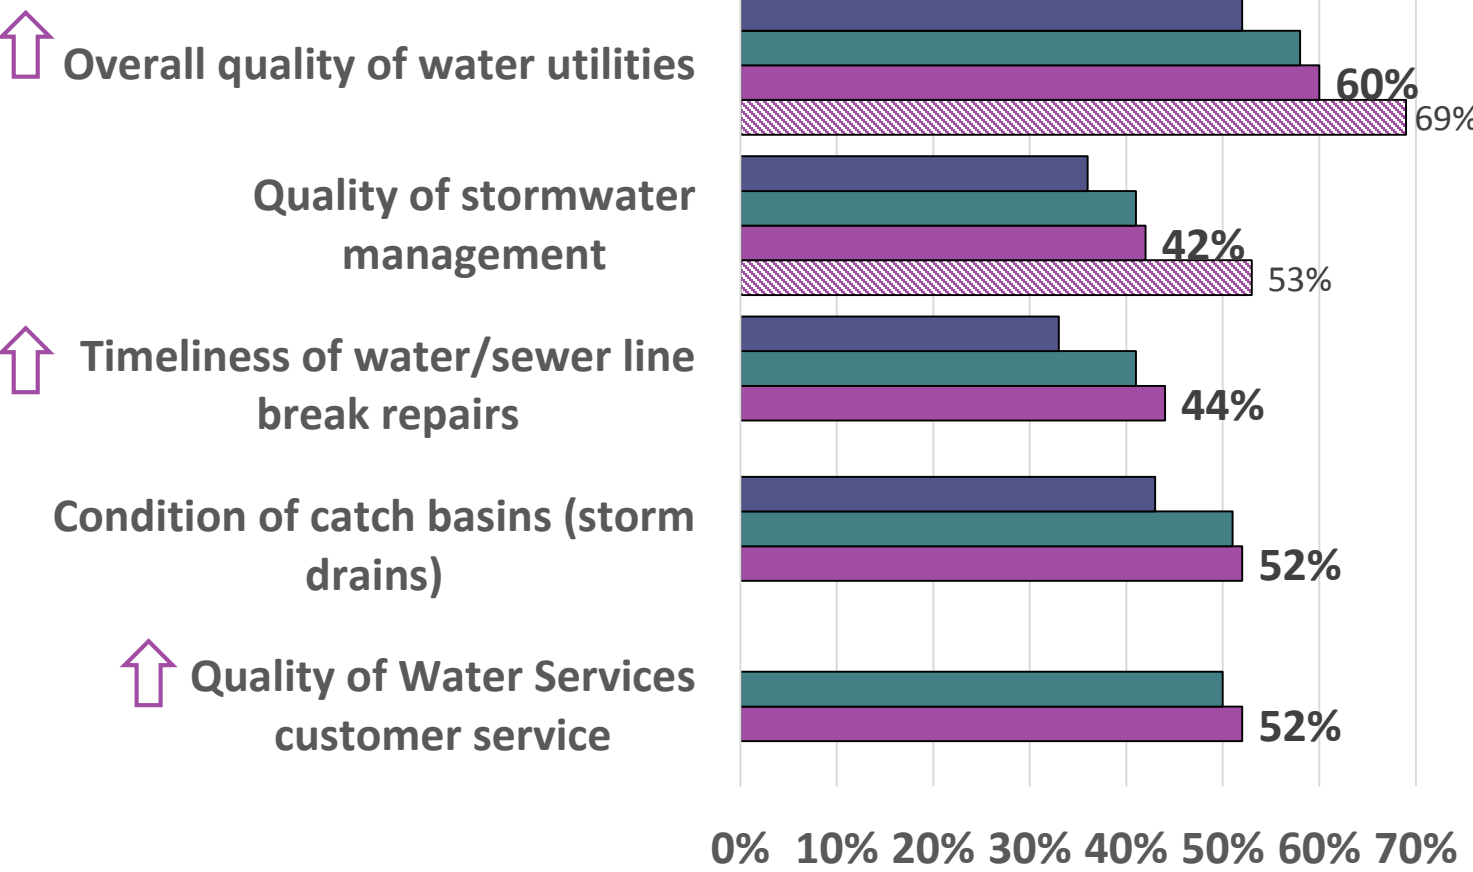 Overall quality of water utilities
60%
69%
Quality of stormwater
management
42%
53%
Timeliness of water/sewer line
break repairs
44%
Condition of catch basins (storm
drains)
52%
Quality of Water Services
customer service
52%
0% 10% 20% 30% 40% 50% 60% 70%